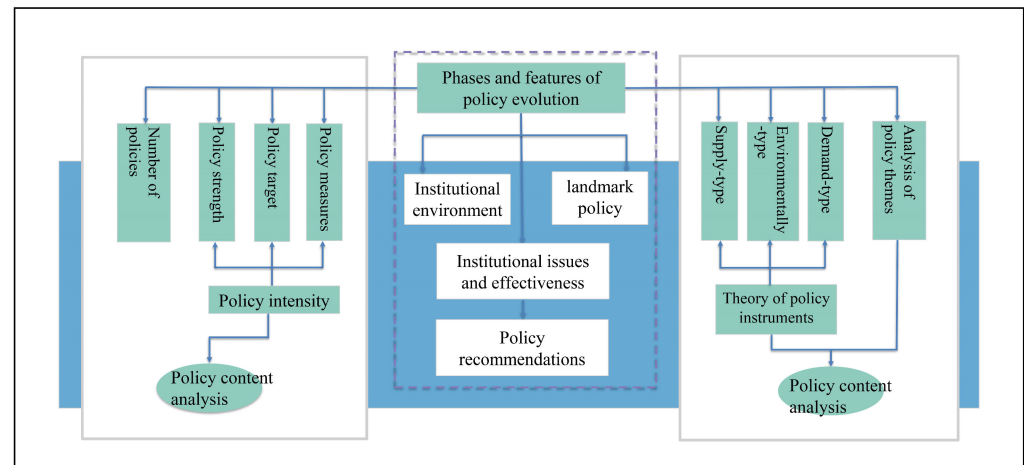 Phases and features of
policy evolution
Number of
policies
Policy strength
Policy target
Policy measures
Supply-type
Environmentally
-type
Demand-type
Analysis of
policy themes
Institutional
environment
landmark
policy
Institutional issues
and effectiveness
Policy intensity
Theory of policy
instruments
Policy
recommendations
Policy content
analysis
Policy content
analysis